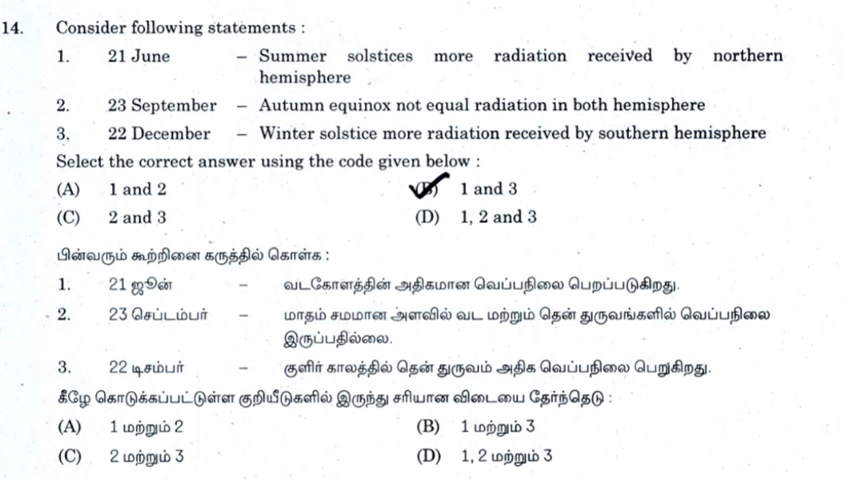 14. Consider following statements :
1. 21 June – Summer solstices more radiation received by northern
hemisphere
2. 23 September – Autumn equinox not equal radiation in both hemisphere
3. 22 December – Winter solstice more radiation received by southern hemisphere
Select the correct answer using the code given below :
(A) 1 and 2 (B) 1 and 3
(C) 2 and 3 (D) 1, 2 and 3
பின்வரும் கூற்றினை கருத்தில் கொள்க :
1. 21 ஜூன் – வடகோளத்தின் அதிகமான வெப்பநிலை பெறப்படுகிறது.
2. 23 செப்டம்பர் – மாதம் சமமான அளவில் வட மற்றும் தென் துருவங்களில் வெப்பநிலை
இருப்பதில்லை.
3. 22 டிசம்பர் – குளிர் காலத்தில் தென் துருவம் அதிக வெப்பநிலை பெறுகிறது.
கீழே கொடுக்கப்பட்டுள்ள குறியீடுகளில் இருந்து சரியான விடையை தேர்ந்தெடு :
(A) 1 மற்றும் 2 (B) 1 மற்றும் 3
(C) 2 மற்றும் 3 (D) 1, 2 மற்றும் 3